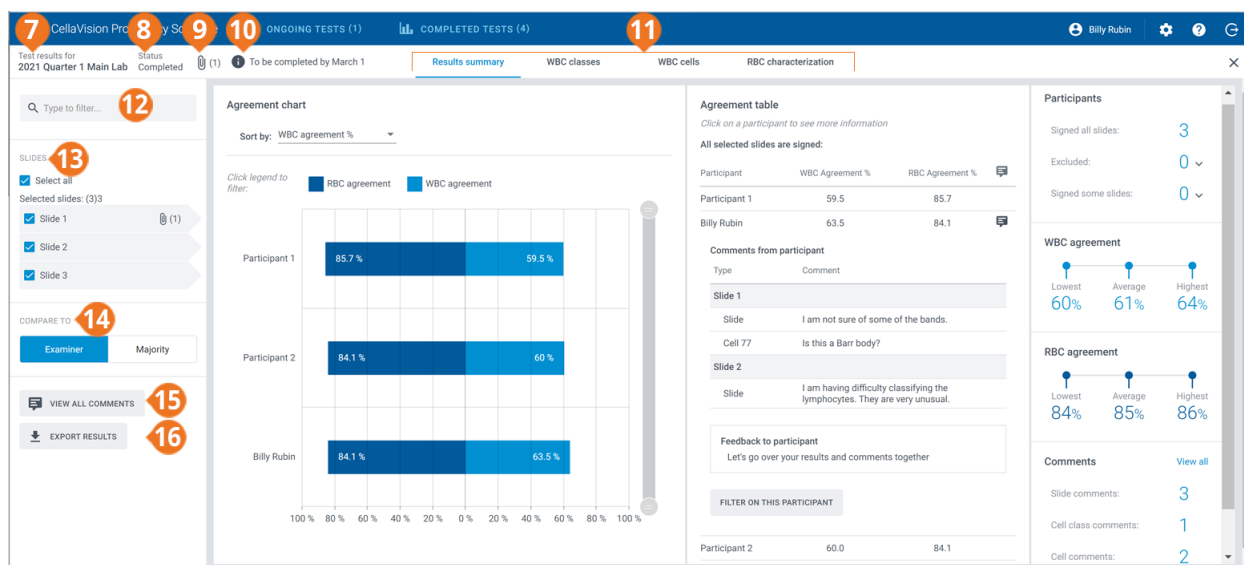 7
8
9
10
11
CellaVision
ONGOING TESTS (1)
COMPLETED TESTS (4)
Billy Rubin
Test results for
2021 Quarter 1 Main Lab
Status
Completed
(1)
To be completed by March 1
Results summary
WBC classes
WBC cells
RBC characterization
Type to filter...
12
SLIDES
13
Select all
Selected slides: (3)3
Slide 1
(1)
Slide 2
Slide 3
COMPARE TO
14
Examiner
Majority
VIEW ALL COMMENTS
15
EXPORT RESULTS
16
Agreement chart
Sort by: WBC agreement %
Click legend to
filter:
RBC agreement
WBC agreement
Participant 1
85.7 %
59.5 %
Participant 2
84.1 %
60 %
Billy Rubin
84.1 %
63.5 %
100 % 80 % 60 % 40 % 20 % 0 % 20 % 40 % 60 % 80 % 100 %
Agreement table
Click on a participant to see more information
All selected slides are signed:
Participant WBC Agreement % RBC Agreement %
Participant 1 59.5 85.7
Billy Rubin 63.5 84.1
Comments from participant
Type Comment
Slide 1
Slide I am not sure of some of the bands.
Cell 77 Is this a Barr body?
Slide 2
Slide I am having difficulty classifying the
lymphocytes. They are very unusual.
Feedback to participant
Let's go over your results and comments together
FILTER ON THIS PARTICIPANT
Participant 2 60.0 84.1
Participants
Signed all slides: 3
Excluded: 0
Signed some slides: 0
WBC agreement
Lowest Average Highest
60% 61% 64%
RBC agreement
Lowest Average Highest
84% 85% 86%
Comments View all
Slide comments: 3
Cell class comments: 1
Cell comments: 2